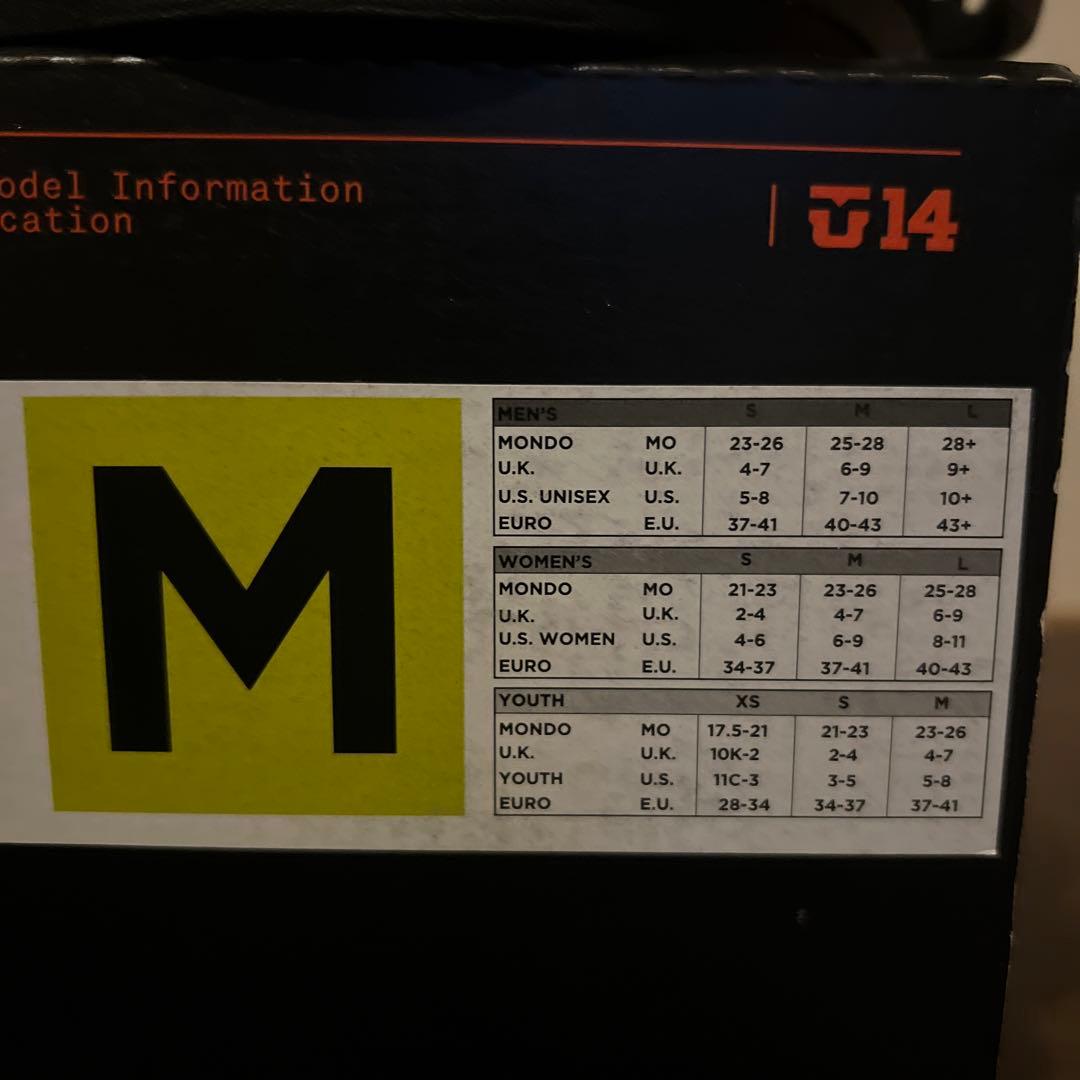 odel Information
cation
U14
M
MEN'S S M L
MONDO MO 23-26 25-28 28+
U.K. U.K. 4-7 6-9 9+
U.S. UNISEX U.S. 5-8 7-10 10+
EURO E.U. 37-41 40-43 43+
WOMEN'S S M L
MONDO MO 21-23 23-26 25-28
U.K. U.K. 2-4 4-7 6-9
U.S. WOMEN U.S. 4-6 6-9 8-11
EURO E.U. 34-37 37-41 40-43
YOUTH XS S M
MONDO MO 17.5-21 21-23 23-26
U.K. U.K. 10K-2 2-4 4-7
YOUTH U.S. 11C-3 3-5 5-8
EURO E.U. 28-34 34-37 37-41